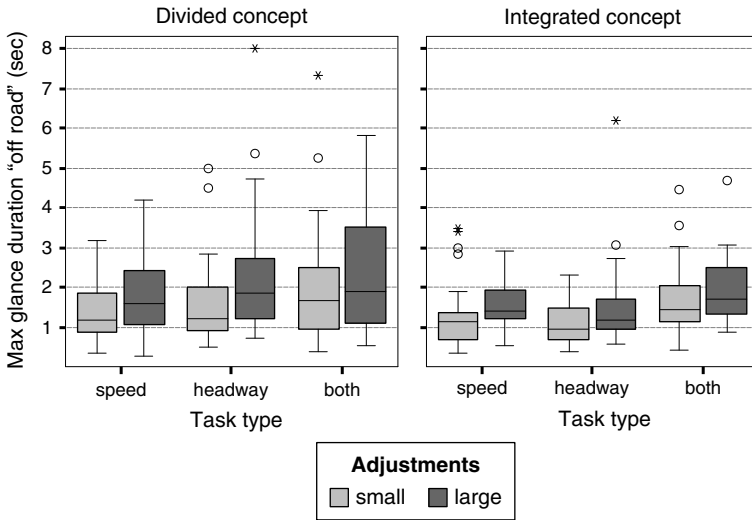 Divided concept
Integrated concept
Max glance duration “off road” (sec)
8
7
6
5
4
3
2
1
speed headway both
speed headway both
Task type
Task type
Adjustments
small large